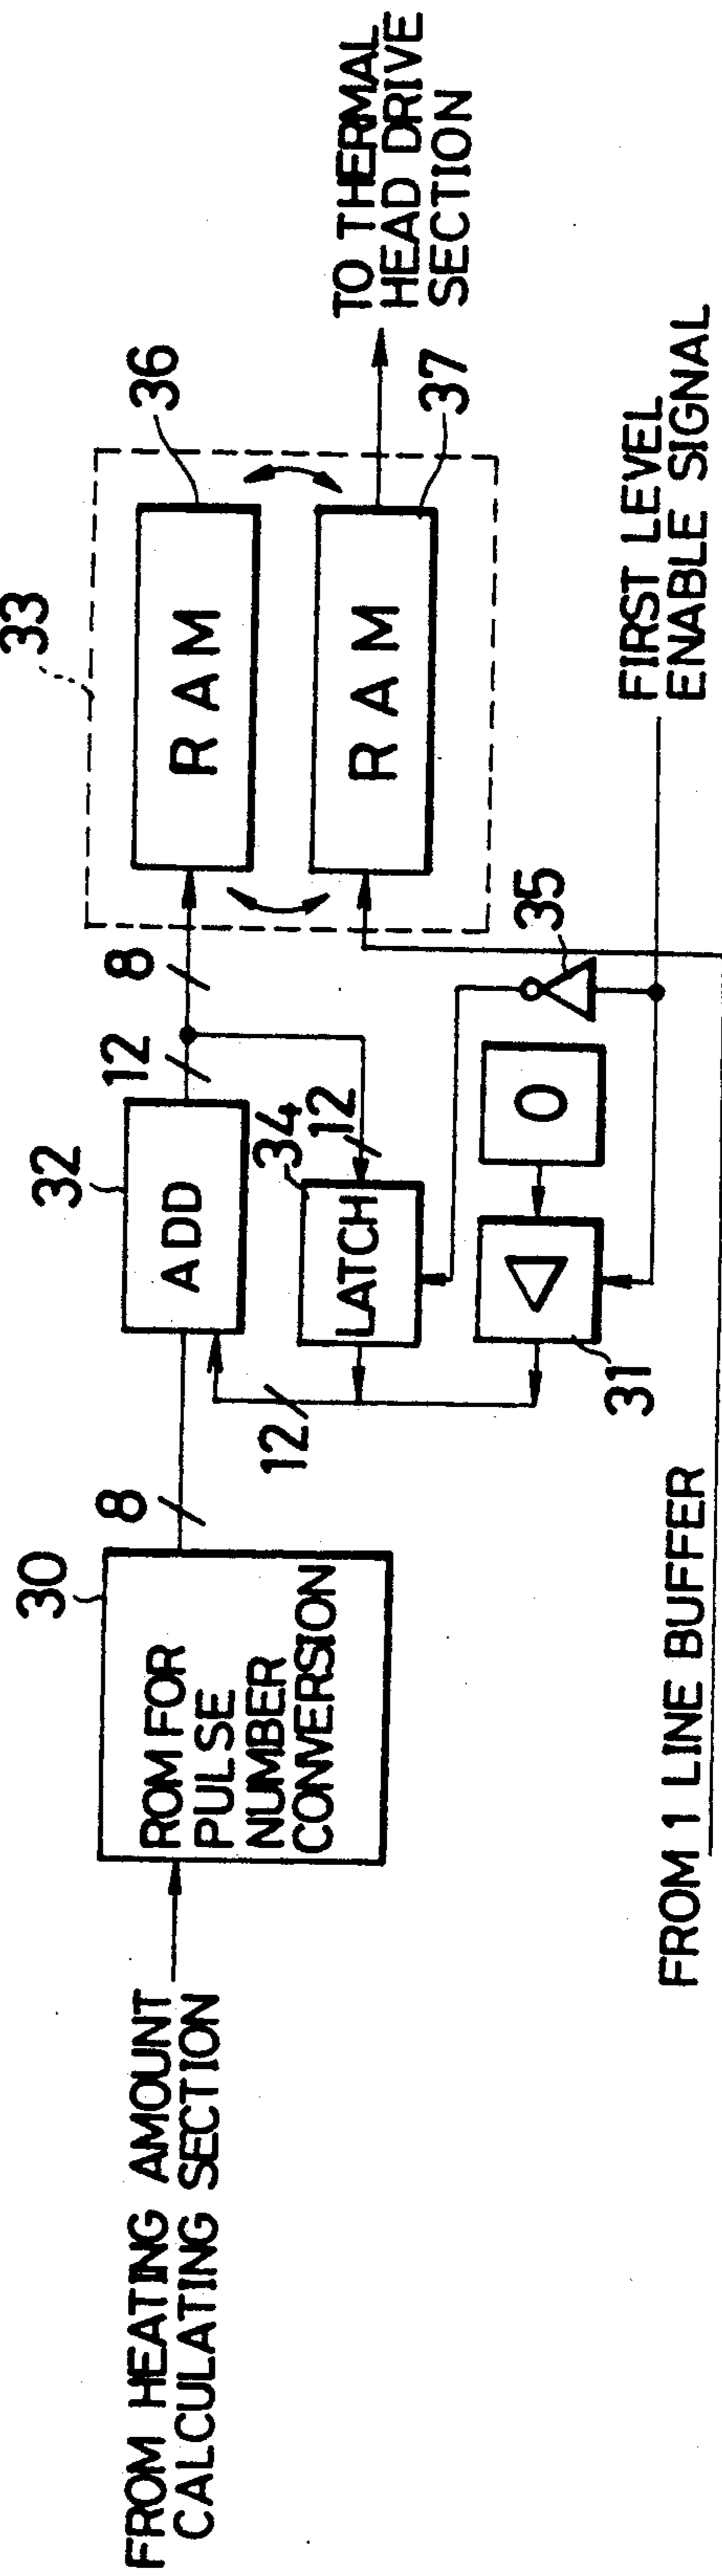 FROM HEATING AMOUNT
CALCULATING SECTION
30
ROM FOR
PULSE
NUMBER
CONVERSION
8
32
ADD
12
8
33
RAM
36
RAM
37
TO THERMAL
HEAD DRIVE
SECTION
12
34
LATCH
12
31
0
35
FIRST LEVEL
ENABLE SIGNAL
FROM 1 LINE BUFFER